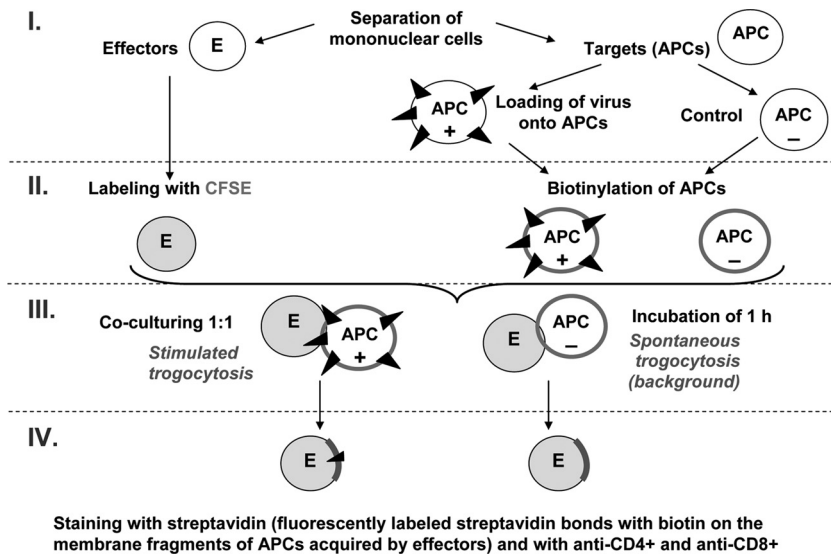 I.
Separation of
mononuclear cells
Effectors
E
Targets (APCs)
APC
APC
+
Loading of virus
onto APCs
Control
APC
–
II.
Labeling with CFSE
Biotinylation of APCs
E
APC
+
APC
–
III.
Co-culturing 1:1
Stimulated
trogocytosis
E
APC
+
E
APC
–
Incubation of 1 h
Spontaneous
trogocytosis
(background)
IV.
E
E
Staining with streptavidin (fluorescently labeled streptavidin bonds with biotin on the
membrane fragments of APCs acquired by effectors) and with anti-CD4+ and anti-CD8+